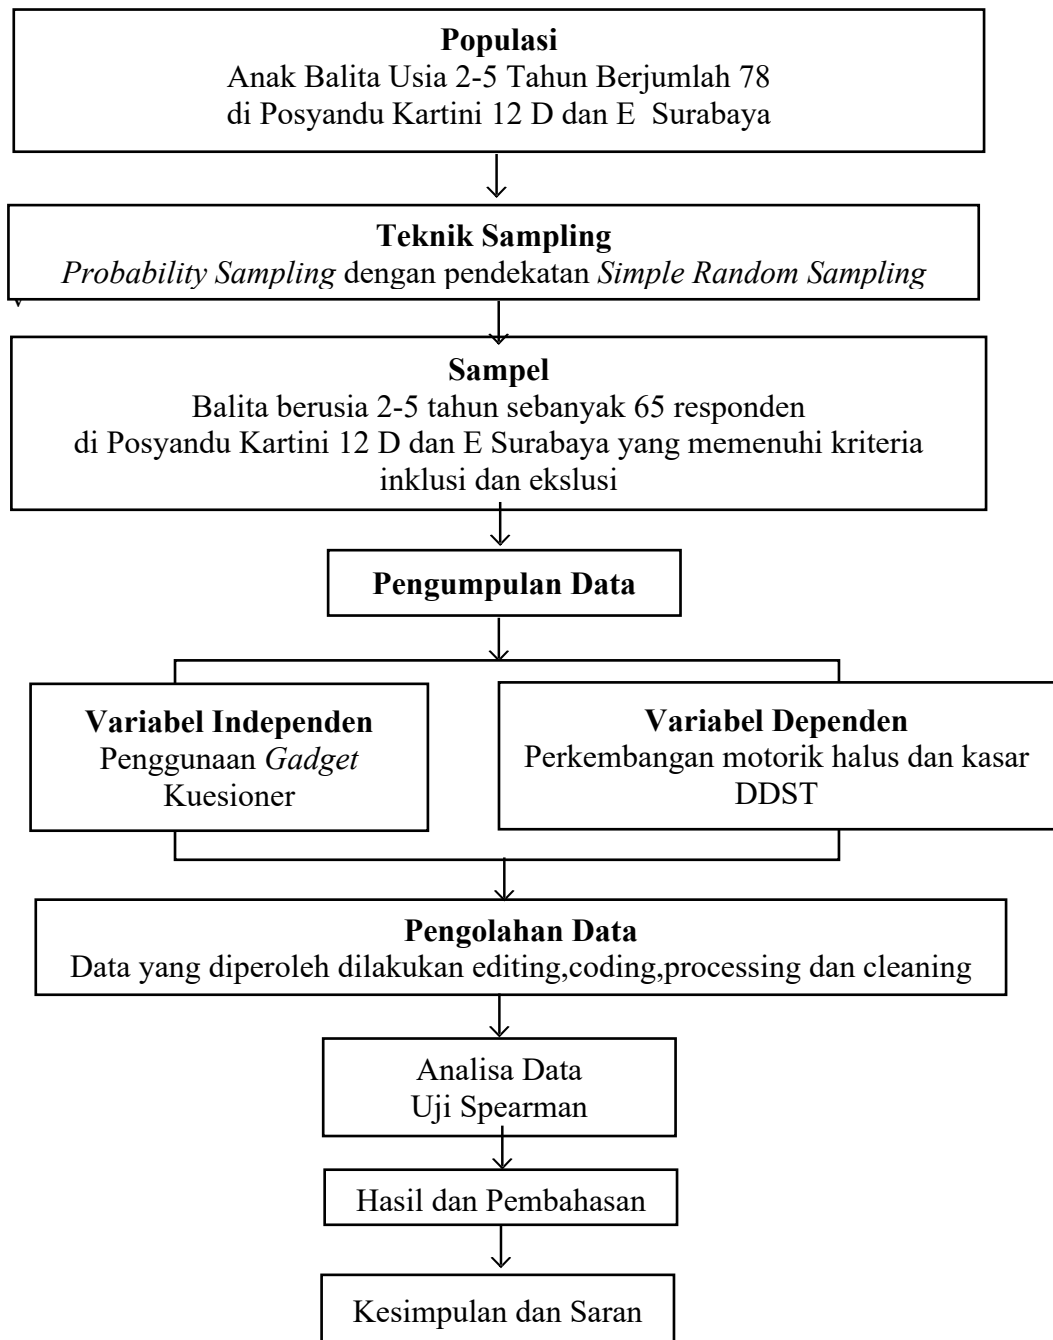 Populasi
Anak Balita Usia 2-5 Tahun Berjumlah 78
di Posyandu Kartini 12 D dan E Surabaya
Teknik Sampling
Probability Sampling dengan pendekatan Simple Random Sampling
Sampel
Balita berusia 2-5 tahun sebanyak 65 responden
di Posyandu Kartini 12 D dan E Surabaya yang memenuhi kriteria
inklusi dan ekslusi
Pengumpulan Data
Variabel Independen
Penggunaan Gadget
Kuesioner
Variabel Dependen
Perkembangan motorik halus dan kasar
DDST
Pengolahan Data
Data yang diperoleh dilakukan editing,coding,processing dan cleaning
Analisa Data
Uji Spearman
Hasil dan Pembahasan
Kesimpulan dan Saran